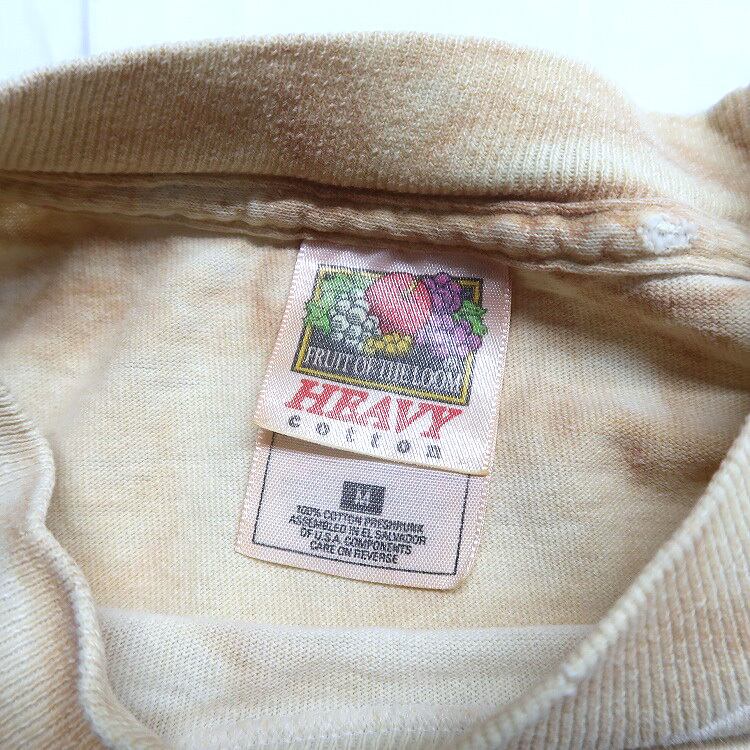 FRUIT OF THE LOOM
HEAVY
cotton
M
100% COTTON PRESHRUNK
ASSEMBLED IN EL SALVADOR
OF U.S.A. COMPONENTS
CARE ON REVERSE